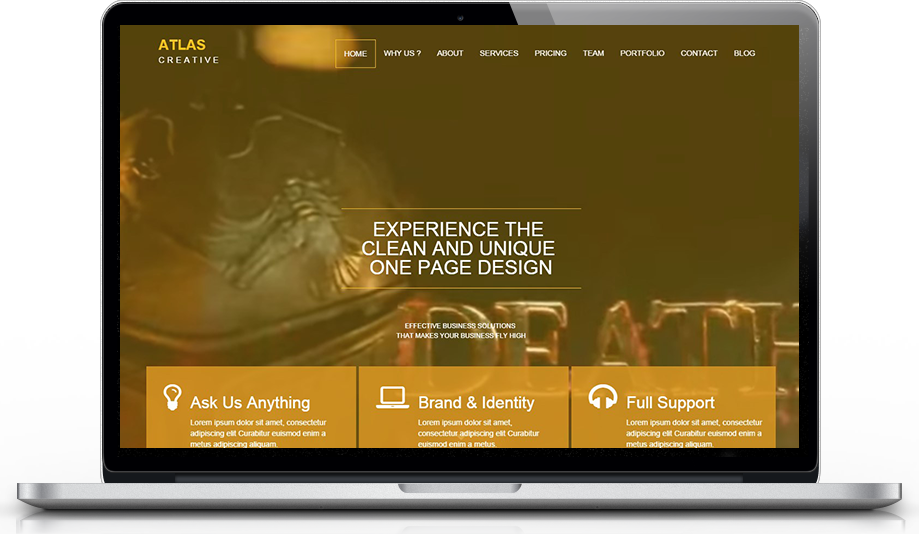 ATLAS
CREATIVE
HOME WHY US ? ABOUT SERVICES PRICING TEAM PORTFOLIO CONTACT BLOG
EXPERIENCE THE
CLEAN AND UNIQUE
ONE PAGE DESIGN
DEATH
EFFECTIVE BUSINESS SOLUTIONS
THAT MAKES YOUR BUSINESS FLY HIGH
Ask Us Anything
Lorem ipsum dolor sit amet, consectetur
adipiscing elit Curabitur euismod enim a
metus adipiscing aliquam.
Brand & Identity
Lorem ipsum dolor sit amet,
consectetur adipiscing elit Curabitur
euismod enim a metus.
Full Support
Lorem ipsum dolor sit amet, consectetur
adipiscing elit Curabitur euismod enim a
metus adipiscing aliquam.